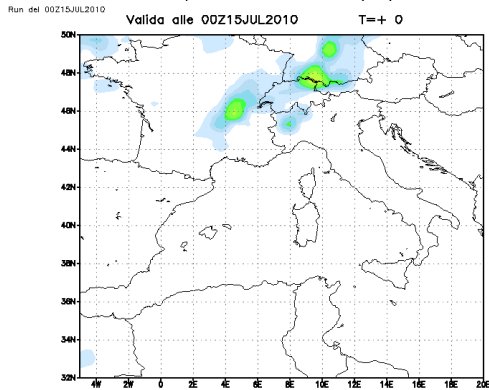 Run del 00Z15JUL2010
Valida alle 00Z15JUL2010 T=+ 0
50N
48N
46N
44N
42N
40N
38N
36N
34N
32N
4W 2W 0 2E 4E 6E 8E 10E 12E 14E 16E 18E 20E